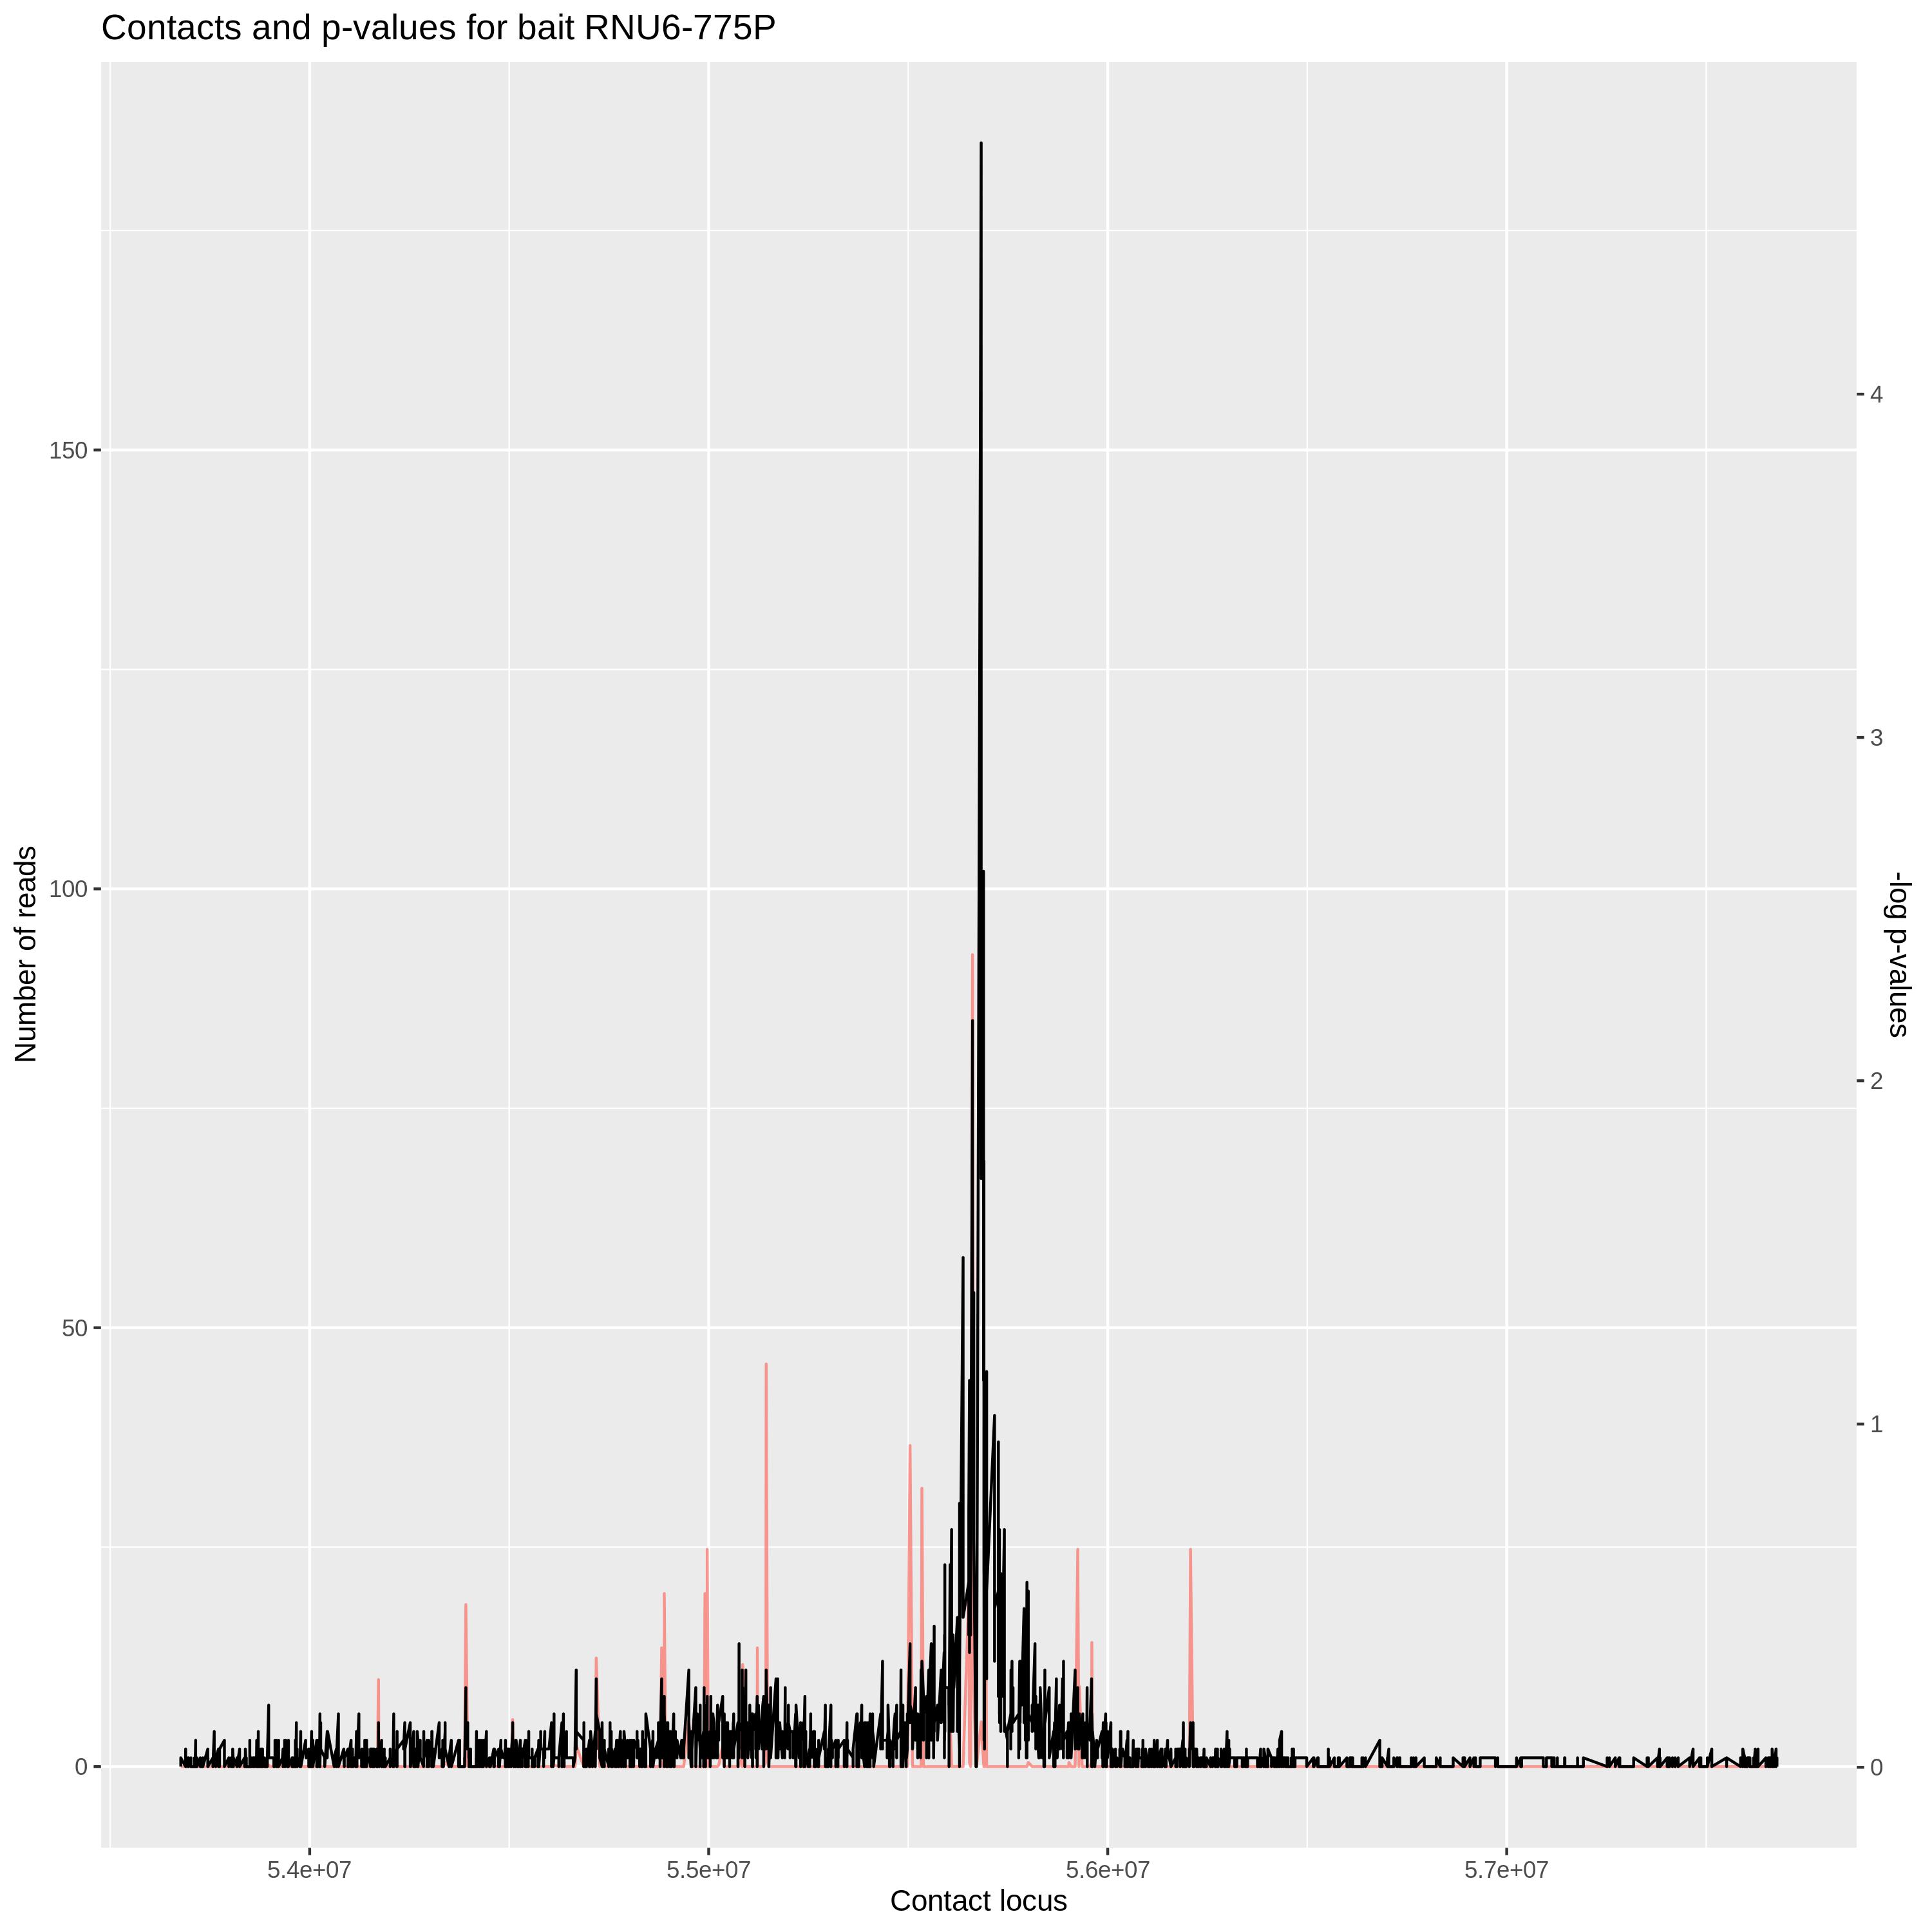 Contacts and p-values for bait RNU6-775P
150
100
50
0
Number of reads
4
3
2
1
0
-log p-values
5.4e+07
5.5e+07
5.6e+07
5.7e+07
Contact locus